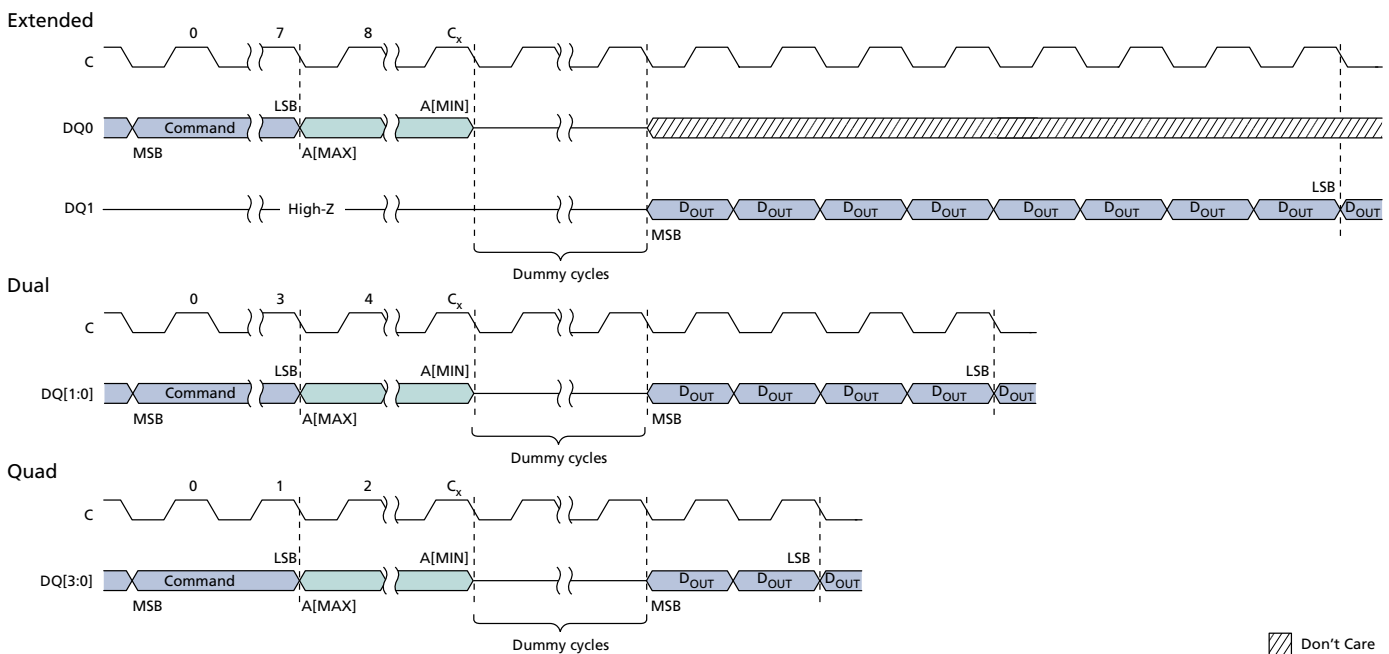 Extended
0 7 8 Cx
C
LSB A[MIN]
DQ0 Command
MSB A[MAX]
LSB
DQ1 High-Z DOUT DOUT DOUT DOUT DOUT DOUT DOUT DOUT DOUT
MSB
Dummy cycles
Dual
0 3 4 Cx
C
LSB A[MIN] LSB
DQ[1:0] Command DOUT DOUT DOUT DOUT DOUT
MSB A[MAX] MSB
Dummy cycles
Quad
0 1 2 Cx
C
LSB A[MIN] LSB
DQ[3:0] Command DOUT DOUT DOUT
MSB A[MAX] MSB
Dummy cycles
Don't Care